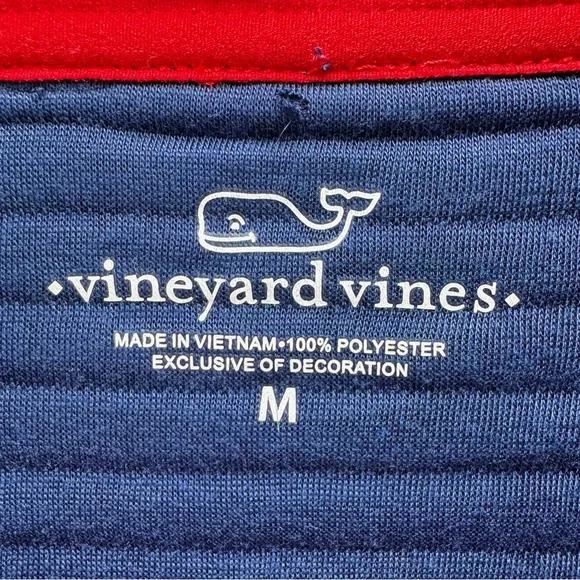 •vineyard vines•
MADE IN VIETNAM•100% POLYESTER
EXCLUSIVE OF DECORATION
M